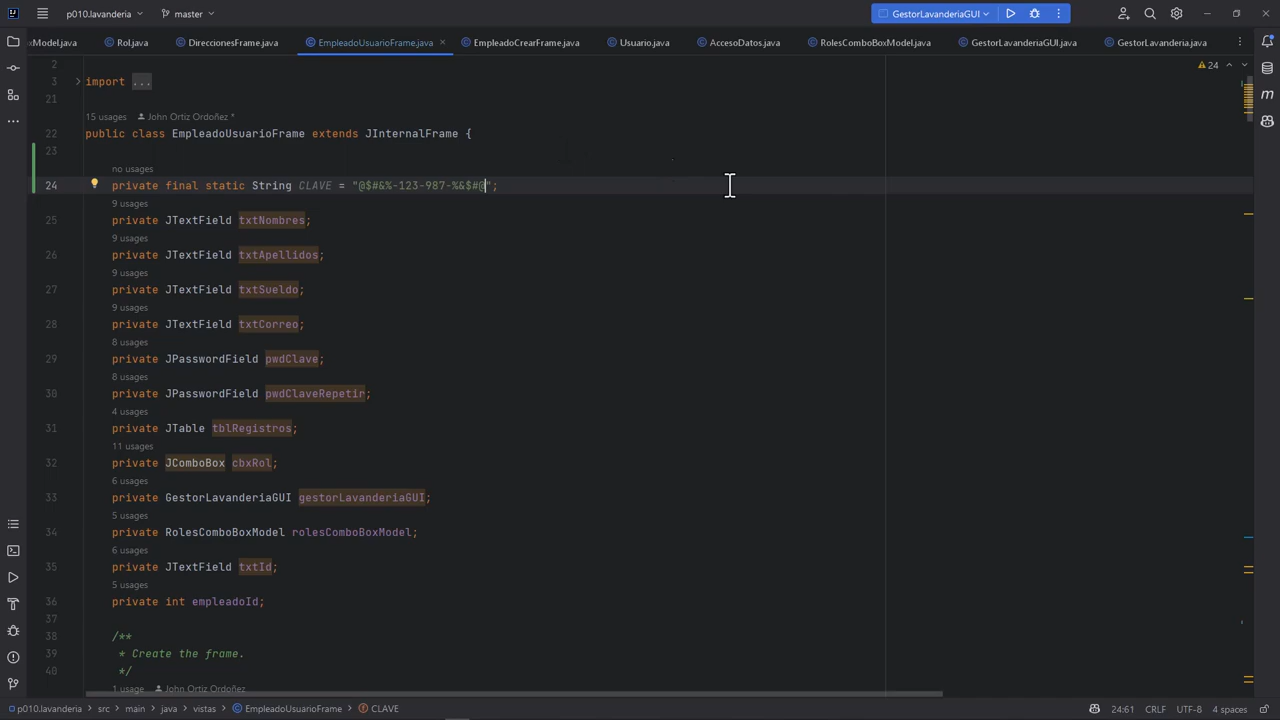 p010.lavanderia master GestorLavanderiaGUI
xModel.java Rol.java DireccionesFrame.java EmpleadoUsuarioFrame.java EmpleadoCrearFrame.java Usuario.java AccesoDatos.java RolesComboBoxModel.java GestorLavanderiaGUI.java GestorLavanderia.java
2
24
3 import ...
21
15 usages John Ortiz Ordoñez *
22 public class EmpleadoUsuarioFrame extends JInternalFrame {
23
no usages
24 private final static String CLAVE = "@$#&%-123-987-%&$#@";
9 usages
25 private JTextField txtNombres;
9 usages
26 private JTextField txtApellidos;
9 usages
27 private JTextField txtSueldo;
9 usages
28 private JTextField txtCorreo;
8 usages
29 private JPasswordField pwdClave;
8 usages
30 private JPasswordField pwdClaveRepetir;
4 usages
31 private JTable tblRegistros;
11 usages
32 private JComboBox cbxRol;
6 usages
33 private GestorLavanderiaGUI gestorLavanderiaGUI;
5 usages
34 private RolesComboBoxModel rolesComboBoxModel;
6 usages
35 private JTextField txtId;
5 usages
36 private int empleadoId;
37
38 /**
39 * Create the frame.
40 */
1 usage John Ortiz Ordoñez
p010.lavanderia > src > main > java > vistas > EmpleadoUsuarioFrame > CLAVE 24:61 CRLF UTF-8 4 spaces